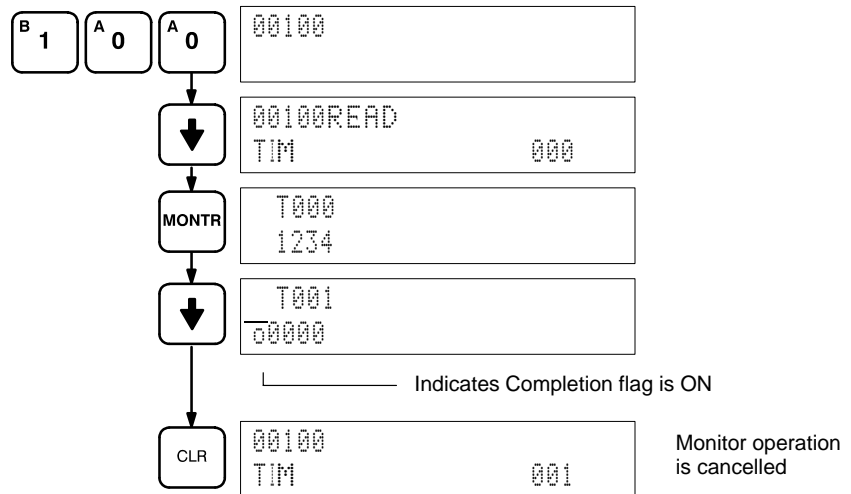 B 1 A 0 A 0
00100
00100READ
TIM 000
MONTR
T000
1234
T001
o0000
Indicates Completion flag is ON
CLR
00100
TIM 001
Monitor operation
is cancelled